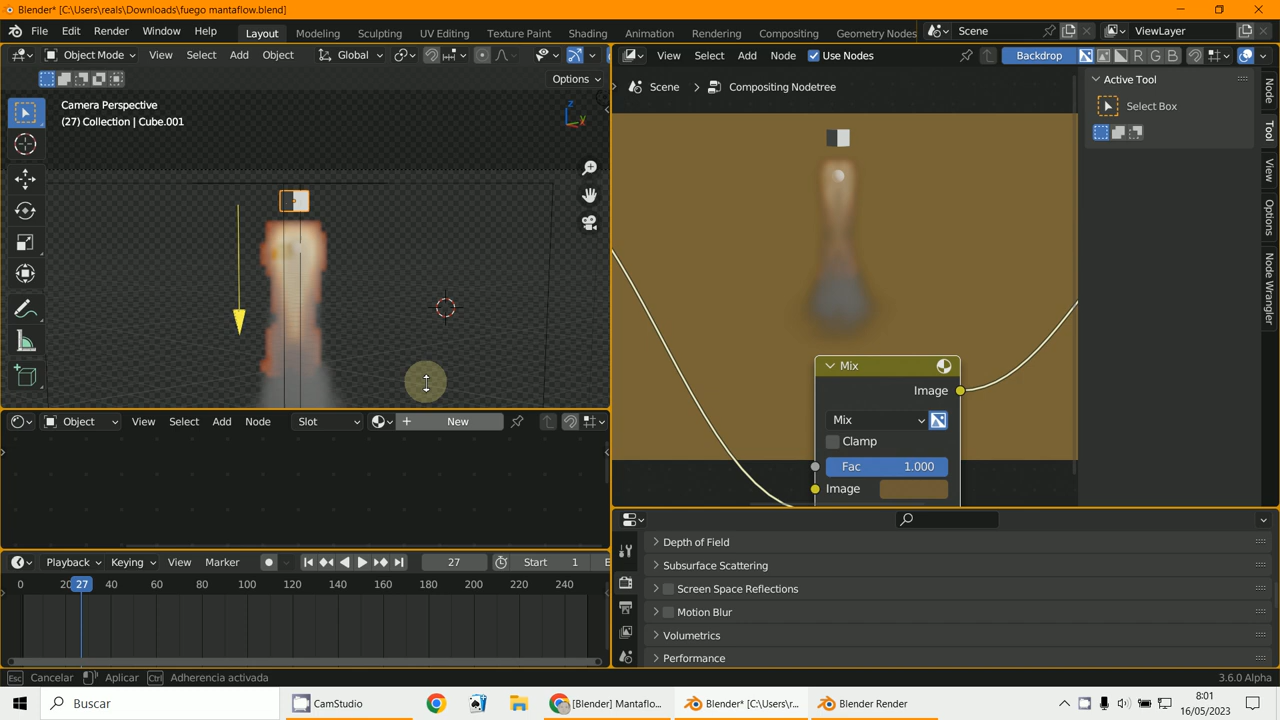 Blender* [C:\Users\reals\Downloads\fuego mantaflow.blend]
File Edit Render Window Help Layout Modeling Sculpting UV Editing Texture Paint Shading Animation Rendering Compositing Geometry Nodes Scene ViewLayer
Object Mode View Select Add Object Global
View Select Add Node Use Nodes Backdrop R G B
Options
Scene > Compositing Nodetree
Active Tool
Select Box
Camera Perspective
(27) Collection | Cube.001
Node
Tool
View
Options
Node Wrangler
Mix
Image
Mix
Clamp
Fac 1.000
Image
Object View Select Add Node Slot New
Depth of Field
Subsurface Scattering
Screen Space Reflections
Motion Blur
Volumetrics
Performance
Playback Keying View Marker 27 Start 1 E
0 20 27 40 60 80 100 120 140 160 180 200 220 240
Esc Cancelar Aplicar Ctrl Adherencia activada 3.6.0 Alpha
Buscar CamStudio [Blender] Mantaflo... Blender* [C:\Users\r... Blender Render 8:01
16/05/2023